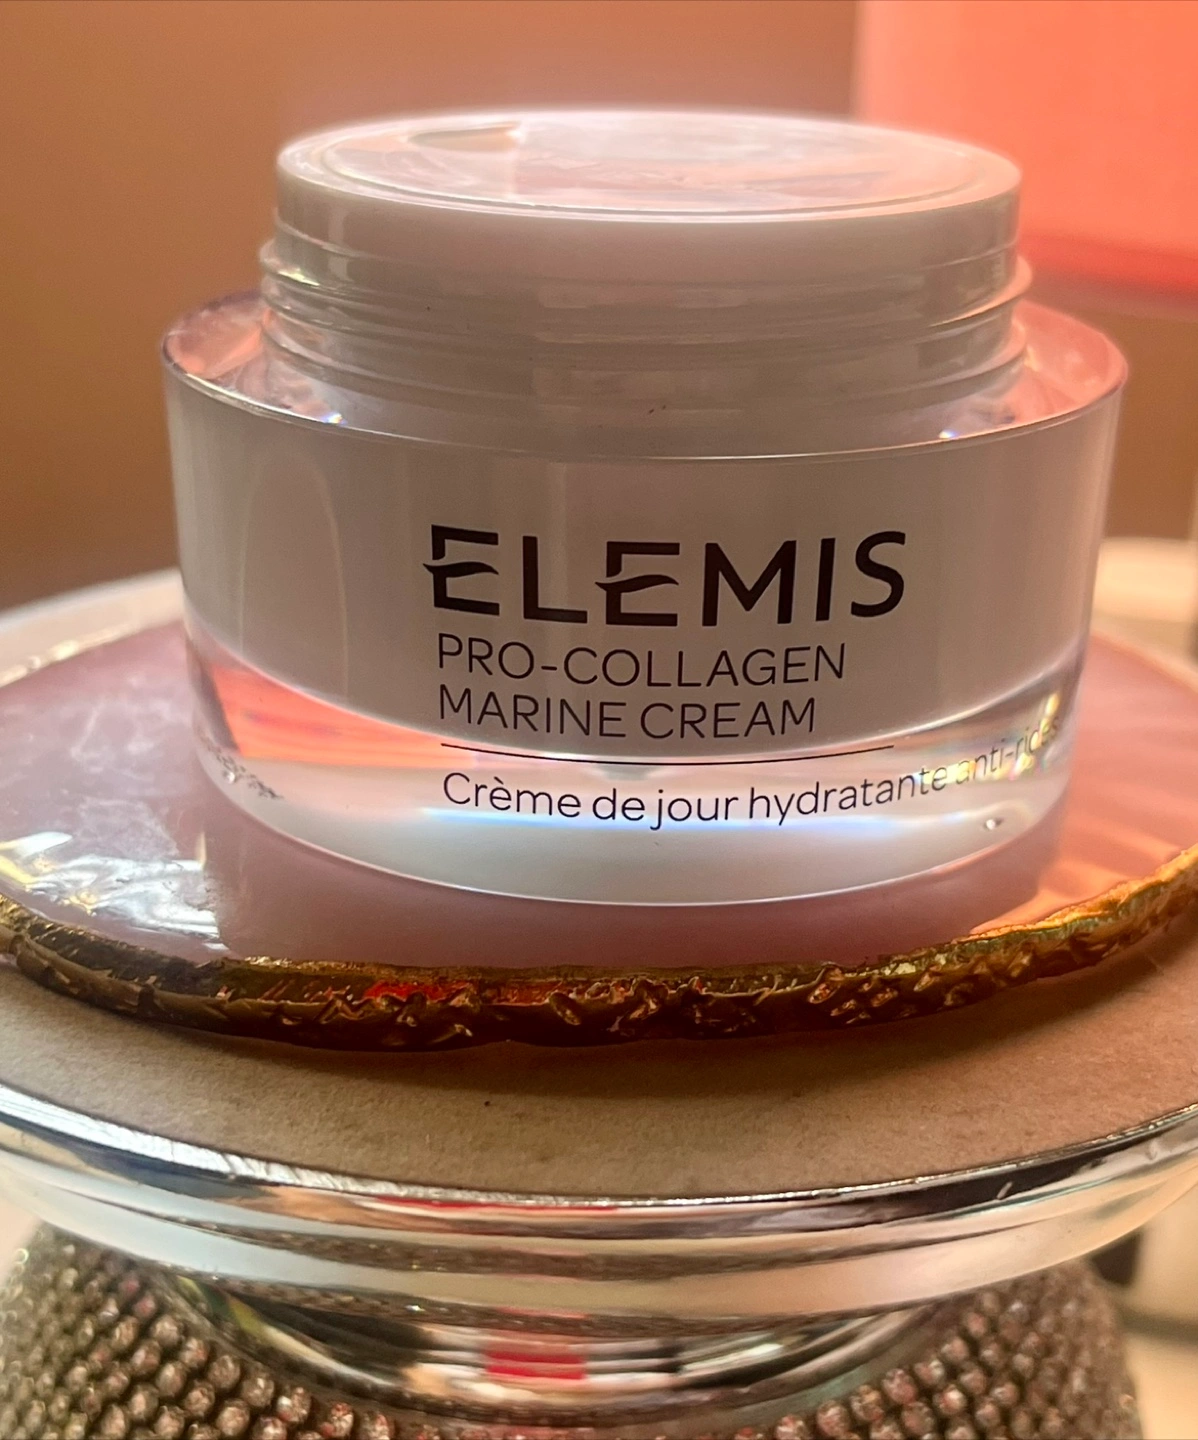 ELEMIS
PRO-COLLAGEN
MARINE CREAM
Crème de jour hydratante anti-rides